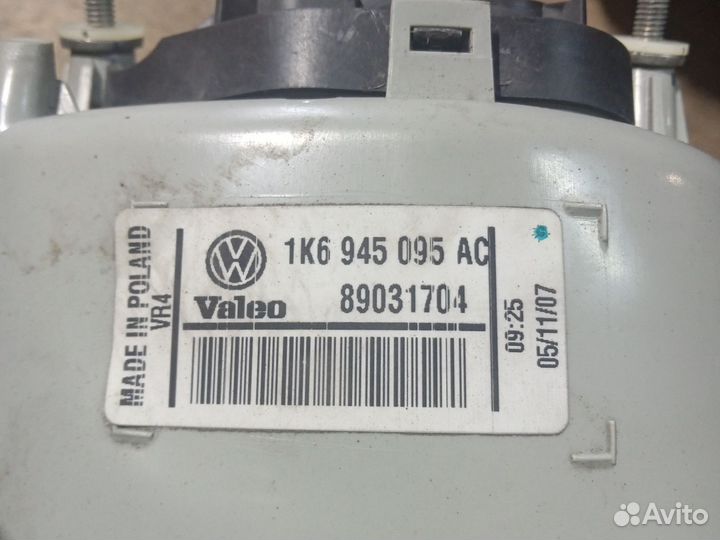 MADE IN POLAND
VR4
1K6 945 095 AC
Valeo 89031704
09:25
05/11/07
Avito